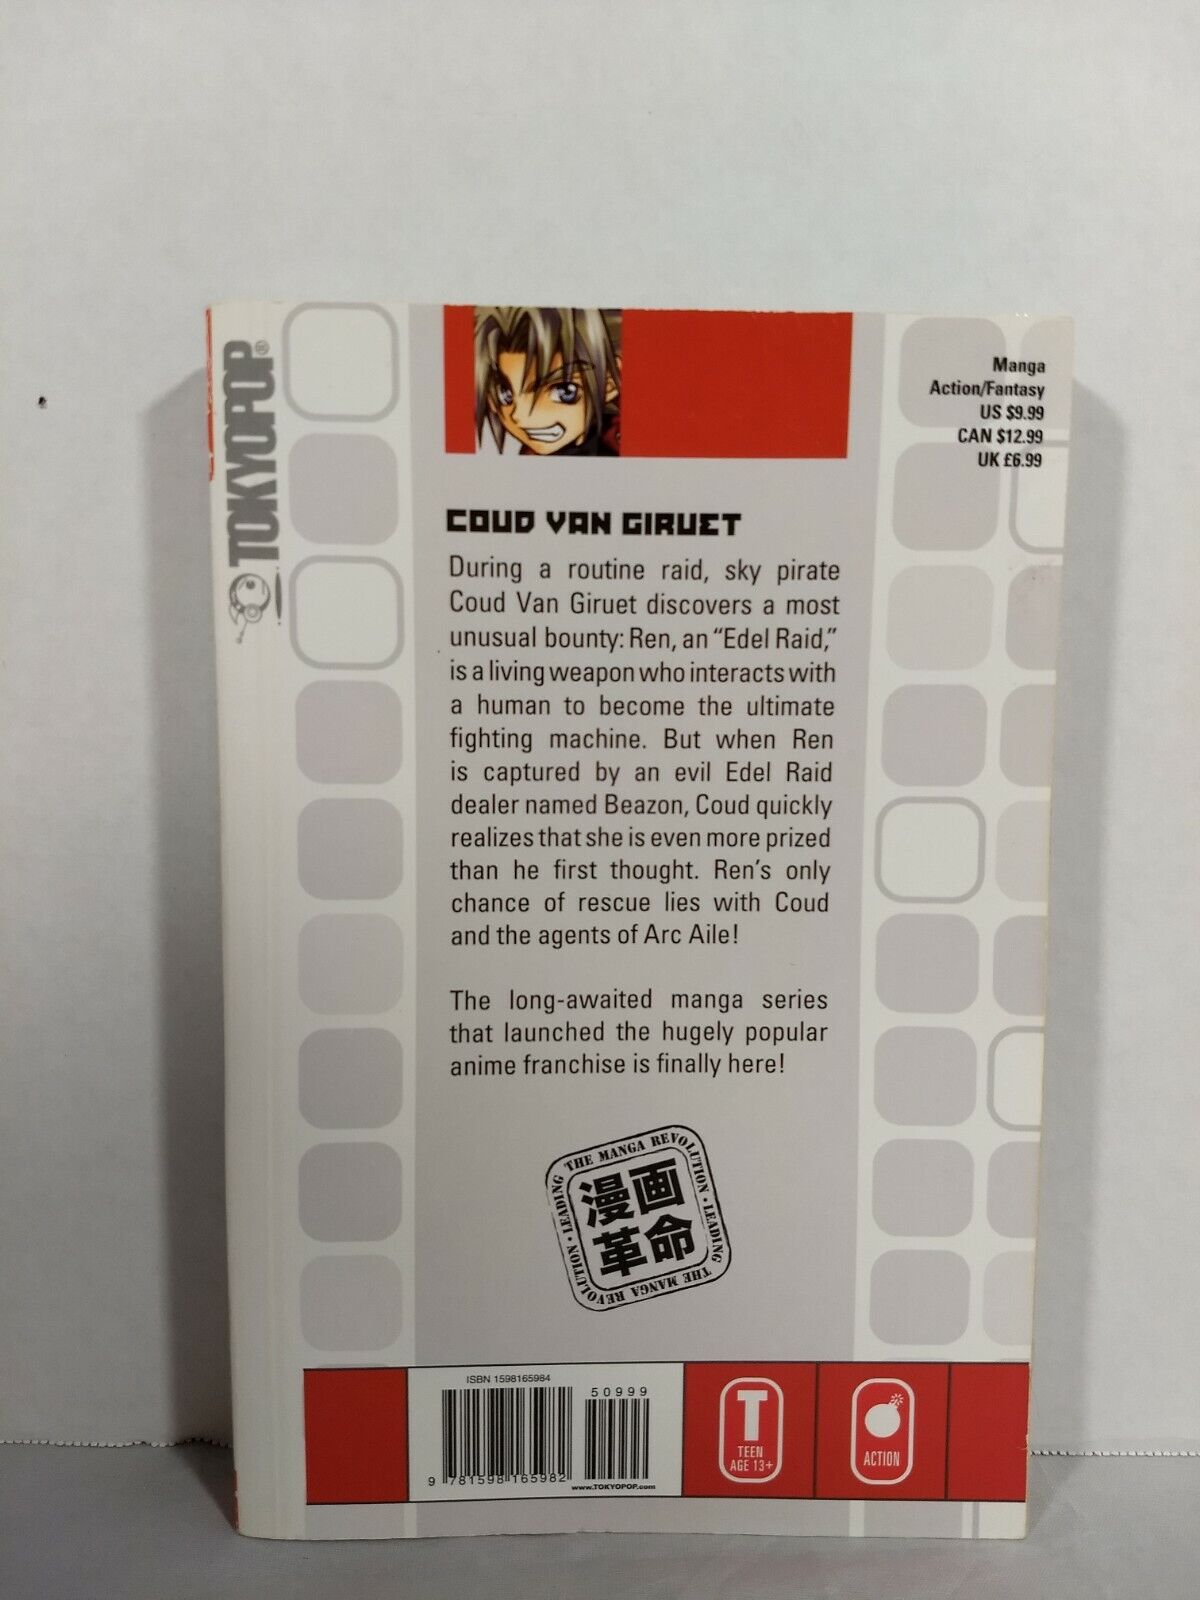 TOKYOPOP®
Manga
Action/Fantasy
US $9.99
CAN $12.99
UK £6.99
COUD VAN GIRUET
During a routine raid, sky pirate
Coud Van Giruet discovers a most
unusual bounty: Ren, an “Edel Raid,”
is a living weapon who interacts with
a human to become the ultimate
fighting machine. But when Ren
is captured by an evil Edel Raid
dealer named Beazon, Coud quickly
realizes that she is even more prized
than he first thought. Ren’s only
chance of rescue lies with Coud
and the agents of Arc Aile!
The long-awaited manga series
that launched the hugely popular
anime franchise is finally here!
LEADING THE MANGA REVOLUTION • LEADING THE MANGA REVOLUTION •
漫画
革命
ISBN 1598165984
50999
9 781598 165982
www.TOKYOPOP.com
T
TEEN
AGE 13+
ACTION